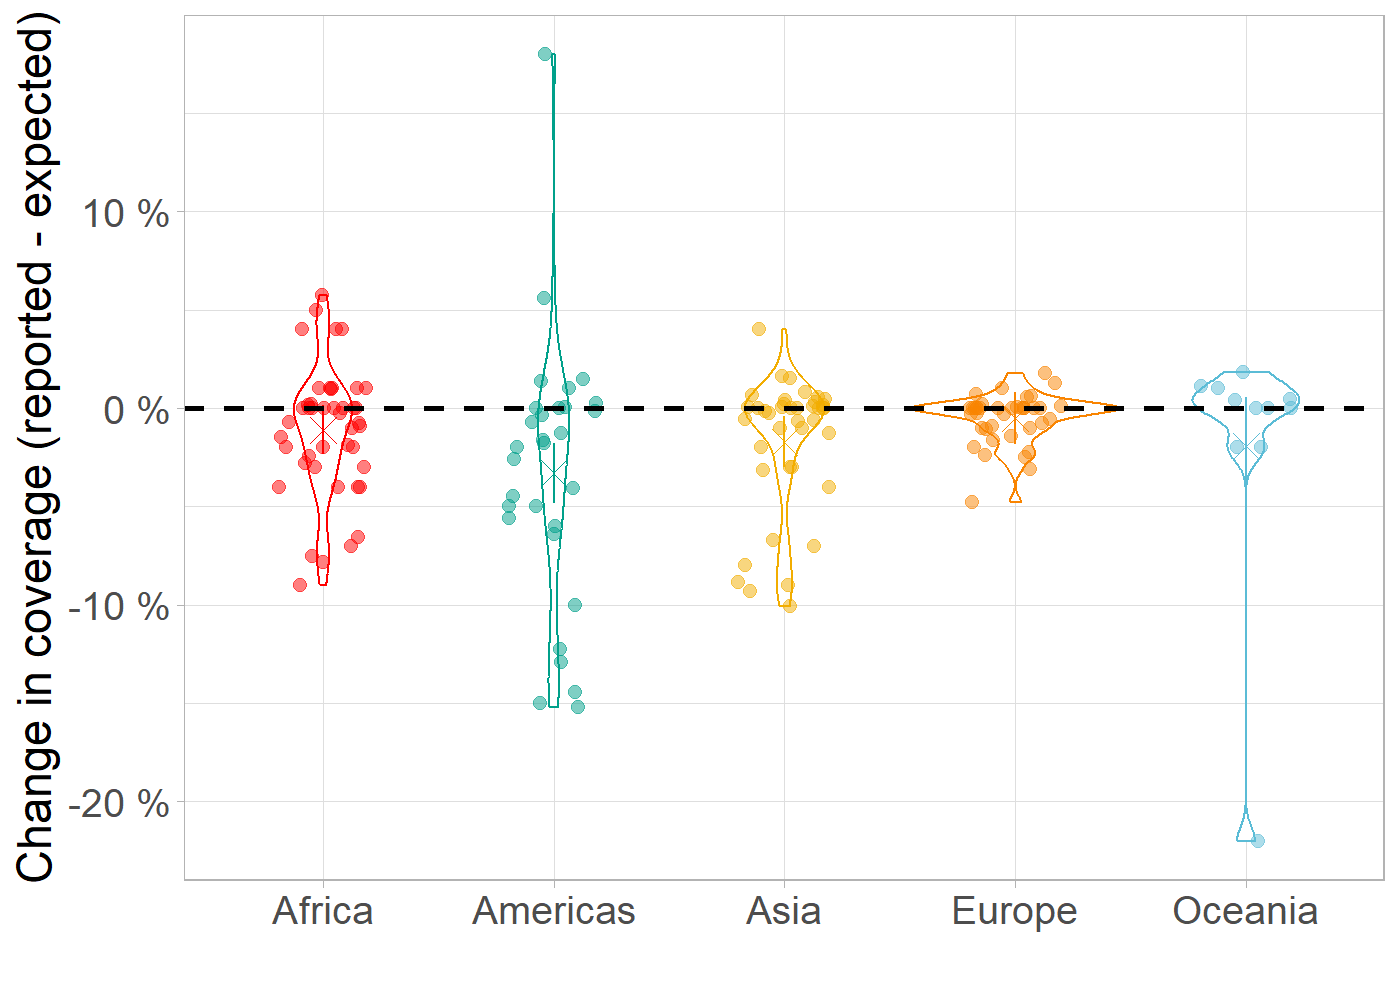 Change in coverage (reported - expected)
10 %
0 %
-10 %
-20 %
Africa
Americas
Asia
Europe
Oceania